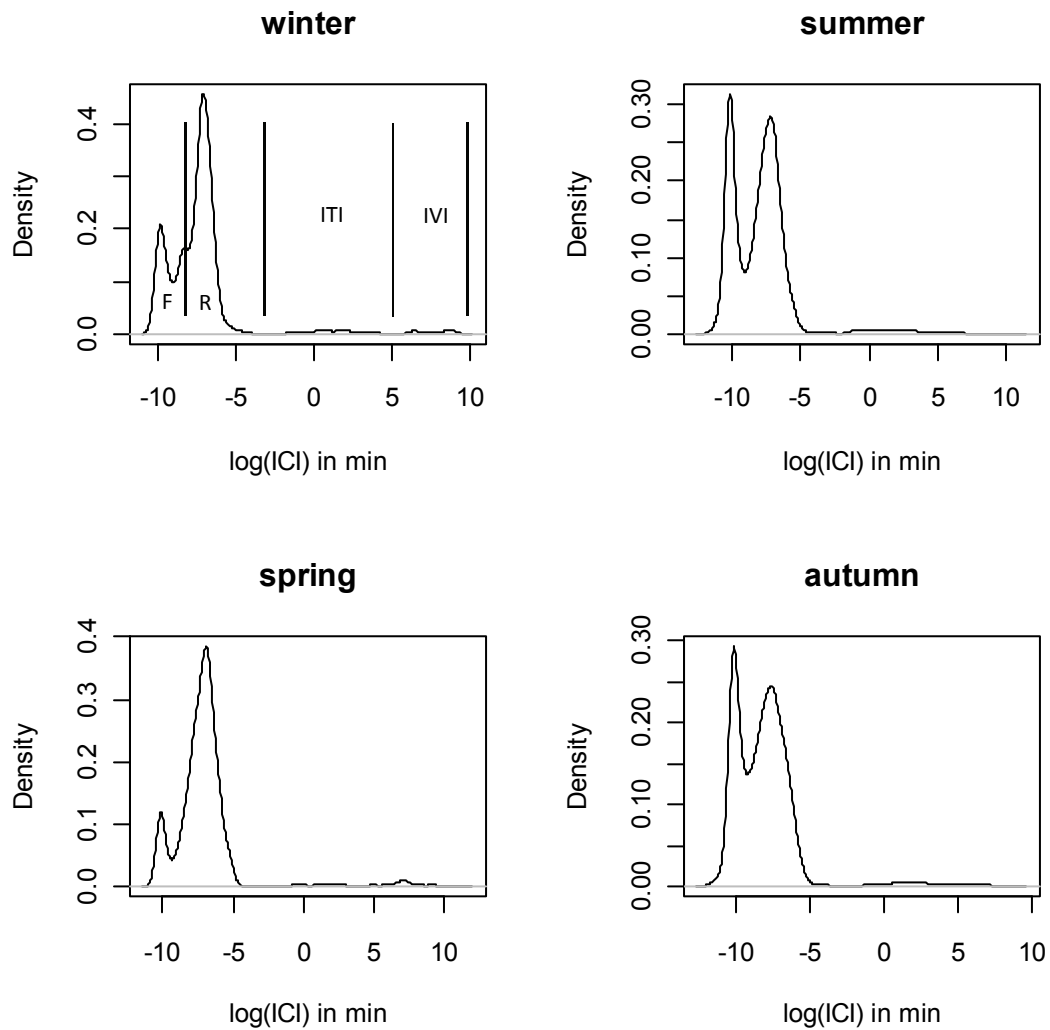 winter
Density
0.0
0.2
0.4
F
R
ITI
IVI
-10 -5 0 5 10
log(ICI) in min
summer
Density
0.00
0.10
0.20
0.30
-10 -5 0 5 10
log(ICI) in min
spring
Density
0.0
0.1
0.2
0.3
0.4
-10 -5 0 5 10
log(ICI) in min
autumn
Density
0.00
0.10
0.20
0.30
-10 -5 0 5 10
log(ICI) in min